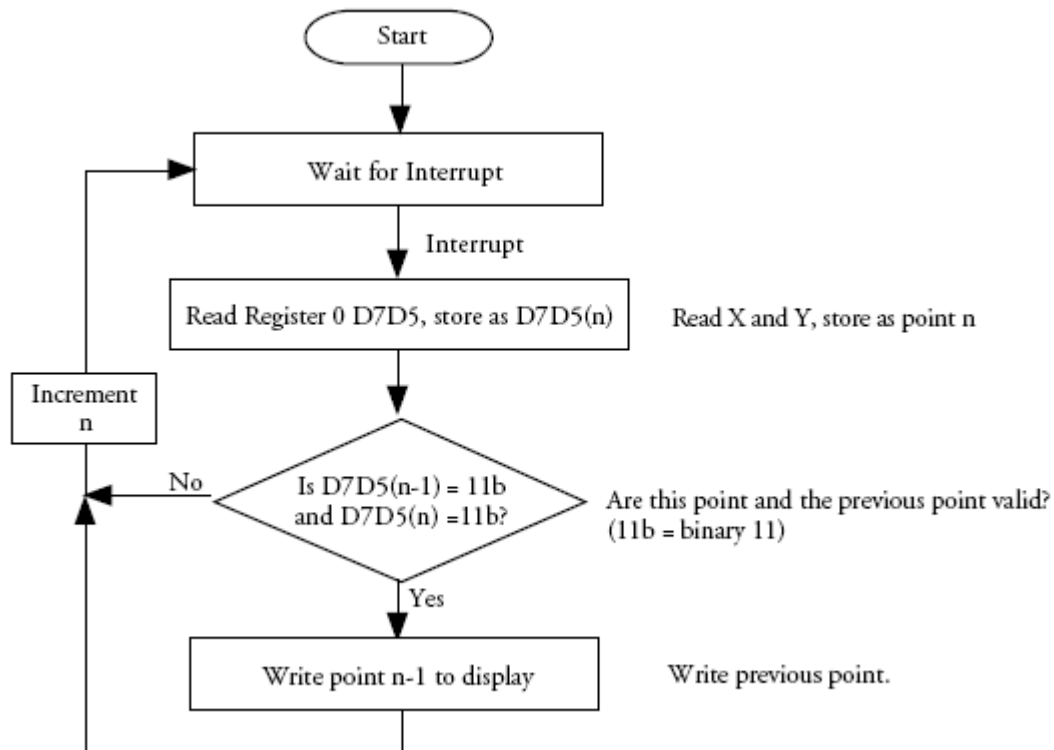 Start
Wait for Interrupt
Interrupt
Read Register 0 D7D5, store as D7D5(n)
Read X and Y, store as point n
Increment
n
No
Is D7D5(n-1) = 11b
and D7D5(n) =11b?
Are this point and the previous point valid?
(11b = binary 11)
Yes
Write point n-1 to display
Write previous point.